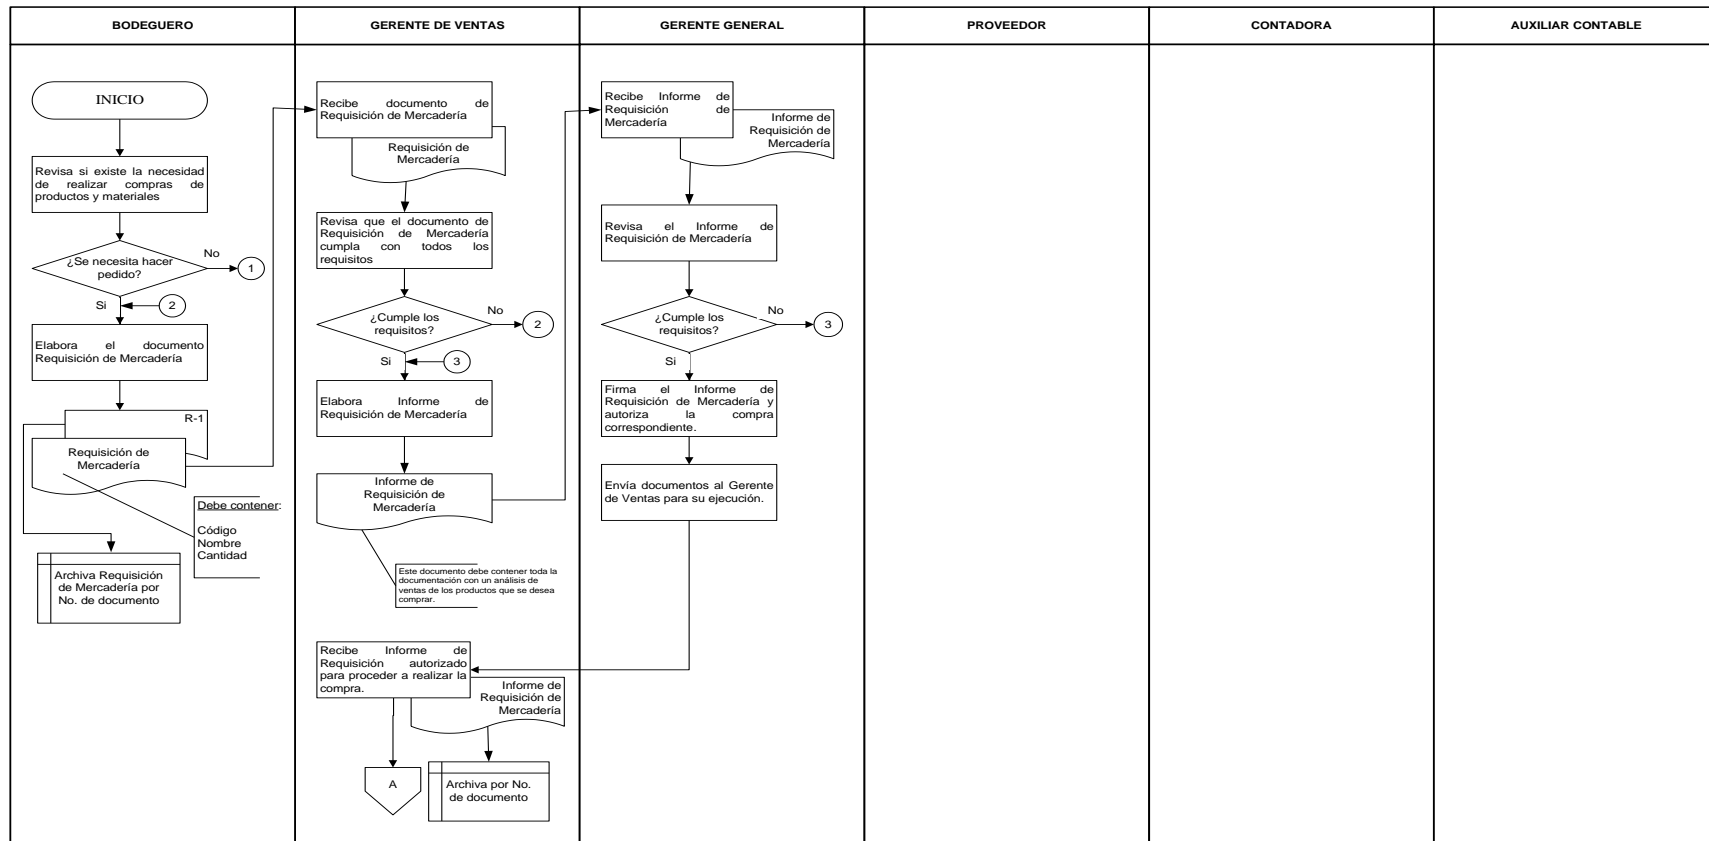 BODEGUERO
GERENTE DE VENTAS
GERENTE GENERAL
PROVEEDOR
CONTADORA
AUXILIAR CONTABLE
INICIO
Revisa si existe la necesidad
de realizar compras de
productos y materiales
¿Se necesita hacer
pedido?
No
1
Si
2
Elabora el documento
Requisición de Mercadería
R-1
Requisición de
Mercadería
Debe contener:
Código
Nombre
Cantidad
Archiva Requisición
de Mercadería por
No. de documento
Recibe documento de
Requisición de Mercadería
Requisición de
Mercadería
Revisa que el documento de
Requisición de Mercadería
cumpla con todos los
requisitos
¿Cumple los
requisitos?
No
2
Si
3
Elabora Informe de
Requisición de Mercadería
Informe de
Requisición de
Mercadería
Este documento debe contener toda la
documentación con un análisis de
ventas de los productos que se desea
comprar.
Recibe Informe de
Requisición autorizado
para proceder a realizar la
compra.
Informe de
Requisición de
Mercadería
A
Archiva por No.
de documento
Recibe Informe de
Requisición de
Mercadería
Informe de
Requisición de
Mercadería
Revisa el Informe de
Requisición de Mercadería
¿Cumple los
requisitos?
No
3
Si
Firma el Informe de
Requisición de Mercadería y
autoriza la compra
correspondiente.
Envía documentos al Gerente
de Ventas para su ejecución.